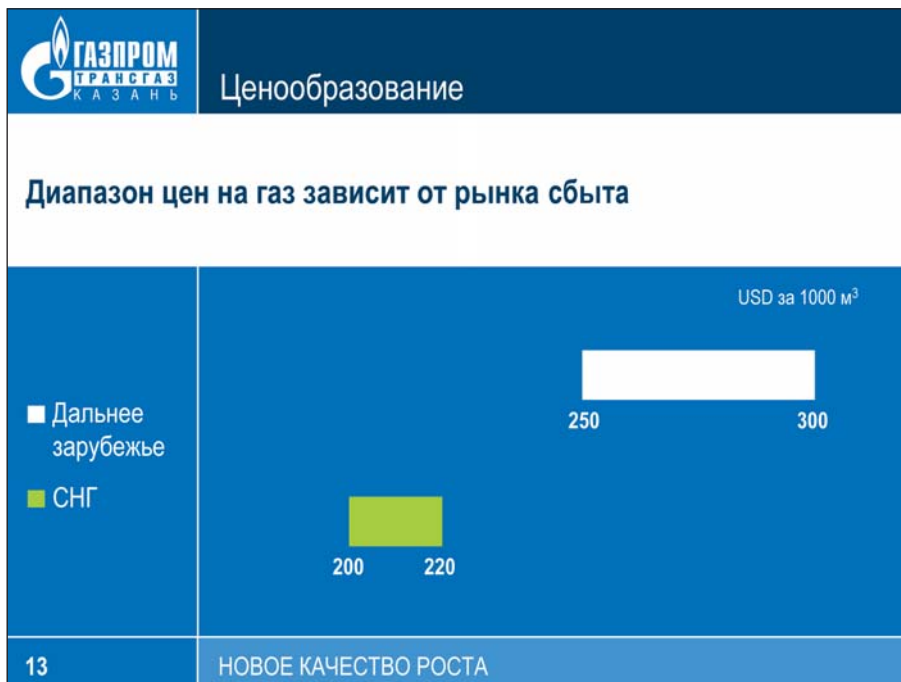 ГАЗПРОМ
ТРАНСГАЗ
КАЗАНЬ
Ценообразование
Диапазон цен на газ зависит от рынка сбыта
USD за 1000 м³
250 300
Дальнее
зарубежье
СНГ
200 220
13 НОВОЕ КАЧЕСТВО РОСТА